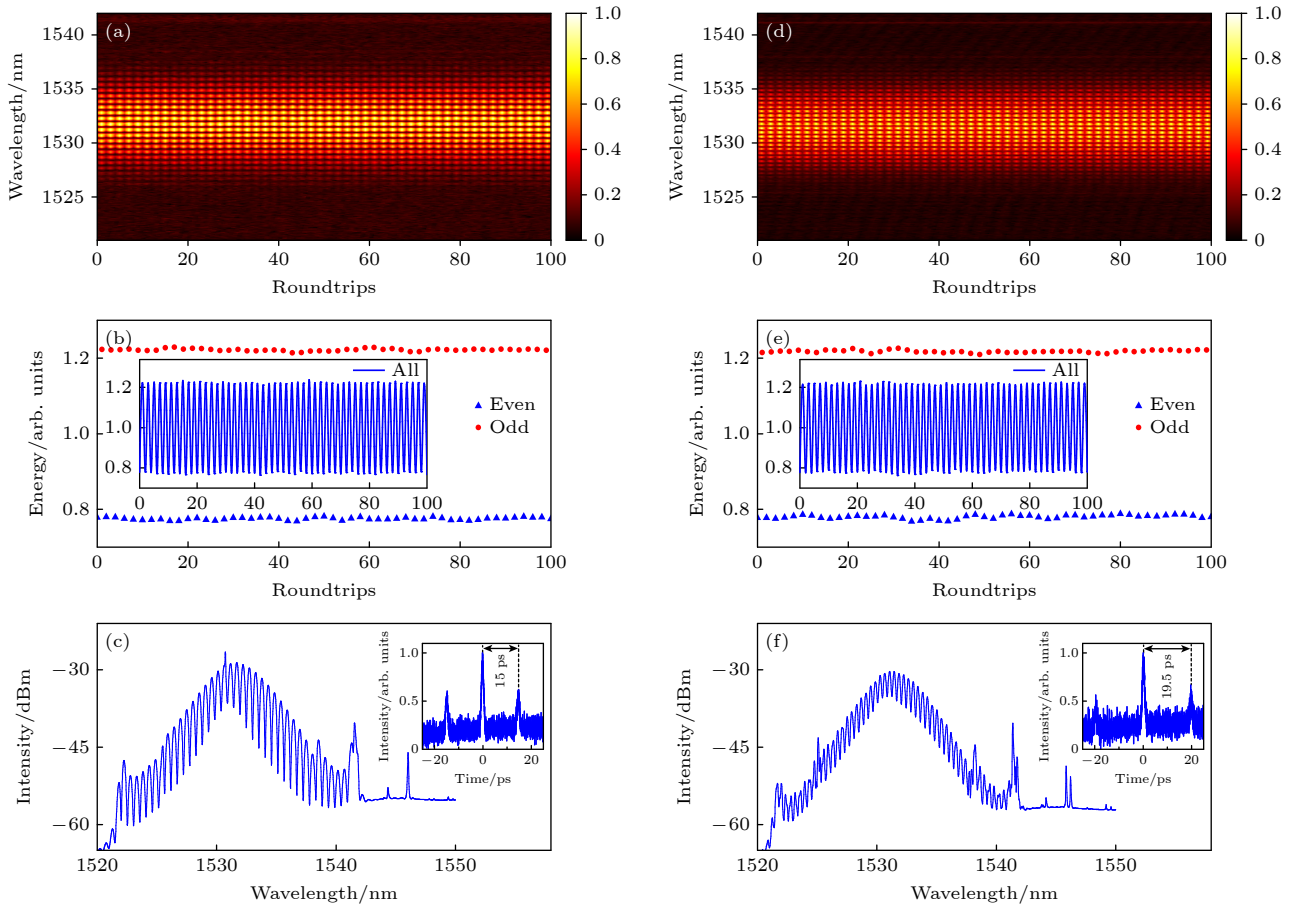 (a)
Wavelength/nm
1540
1535
1530
1525
0 20 40 60 80 100
Roundtrips
1.0
0.8
0.6
0.4
0.2
0
(d)
Wavelength/nm
1540
1535
1530
1525
0 20 40 60 80 100
Roundtrips
1.0
0.8
0.6
0.4
0.2
0
(b)
Energy/arb. units
1.2
1.0
0.8
All
1.2
1.0
0.8
0 20 40 60 80 100
Even
Odd
0 20 40 60 80 100
Roundtrips
(e)
Energy/arb. units
1.2
1.0
0.8
All
1.2
1.0
0.8
0 20 40 60 80 100
Even
Odd
0 20 40 60 80 100
Roundtrips
(c)
Intensity/dBm
−30
−45
−60
Intensity/arb. units
1.0
0.5
0
15 ps
−20 0 20
Time/ps
1520 1530 1540 1550
Wavelength/nm
(f)
Intensity/dBm
−30
−45
−60
Intensity/arb. units
1.0
0.5
0
19.5 ps
−20 0 20
Time/ps
1520 1530 1540 1550
Wavelength/nm